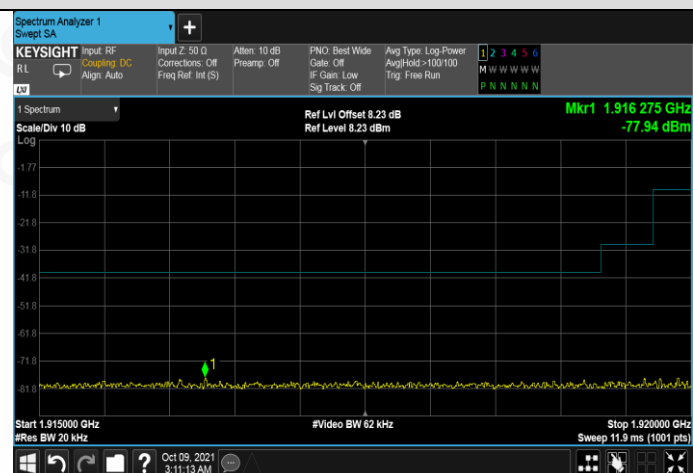 Spectrum Analyzer 1
Swept SA
KEYSIGHT
RL
LXI
Input: RF
Coupling: DC
Align: Auto
Input Z: 50 Ω
Corrections: Off
Freq Ref: Int (S)
Atten: 10 dB
Preamp: Off
PNO: Best Wide
Gate: Off
IF Gain: Low
Sig Track: Off
Avg Type: Log-Power
Avg|Hold:>100/100
Trig: Free Run
1 2 3 4 5 6
M W W W W W
P N N N N N
1 Spectrum
Scale/Div 10 dB
Log
Ref Lvl Offset 8.23 dB
Ref Level 8.23 dBm
Mkr1 1.916 275 GHz
-77.94 dBm
-1.77
-11.8
-21.8
-31.8
-41.8
-51.8
-61.8
-71.8
1
-81.8
Start 1.915000 GHz
#Res BW 20 kHz
#Video BW 62 kHz
Stop 1.920000 GHz
Sweep 11.9 ms (1001 pts)
?
Oct 09, 2021
3:11:13 AM